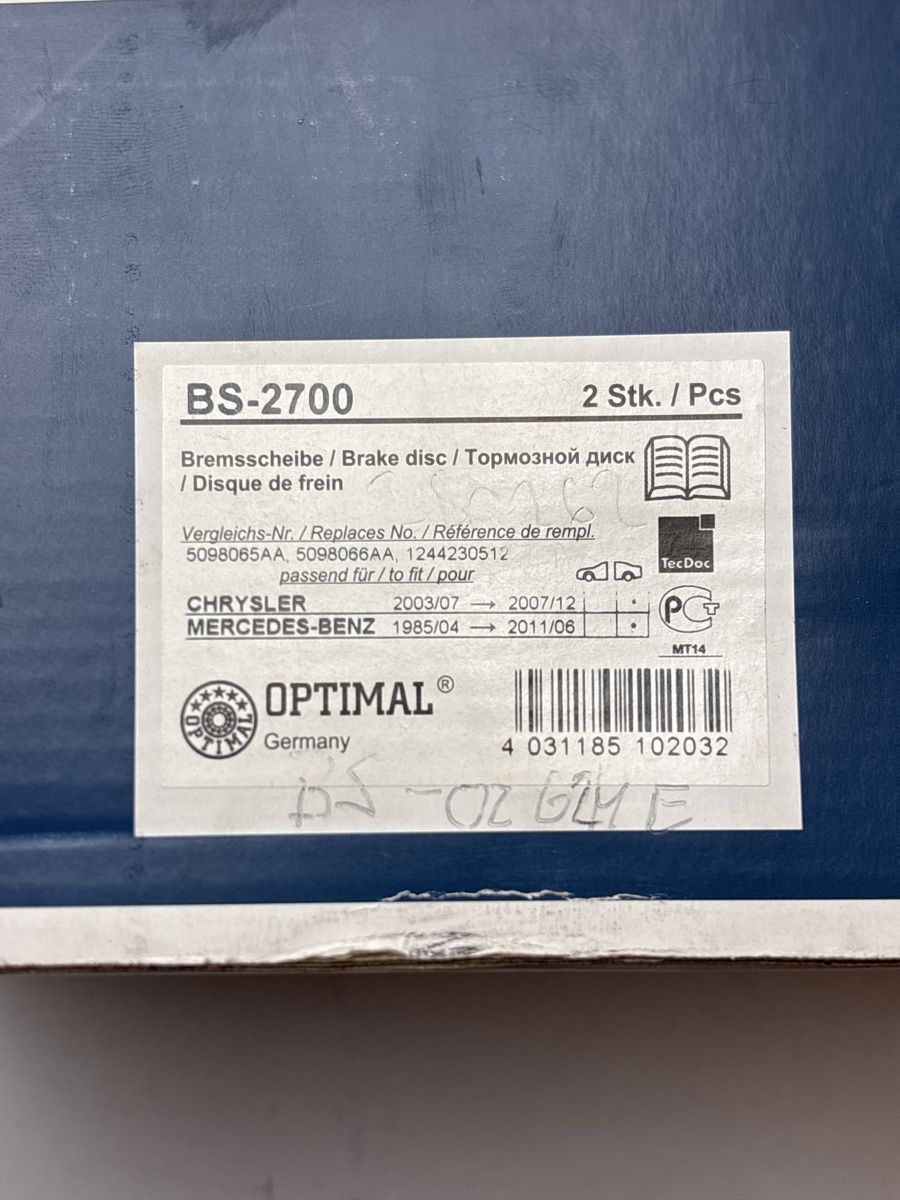 BS-2700 2 Stk. / Pcs
Bremsscheibe / Brake disc / Тормозной диск
/ Disque de frein
Vergleichs-Nr. / Replaces No. / Référence de rempl.
5098065AA, 5098066AA, 1244230512
TecDoc
passend für / to fit / pour
CHRYSLER 2003/07 → 2007/12
MERCEDES-BENZ 1985/04 → 2011/06
РСТ
MT14
OPTIMAL OPTIMAL ®
Germany
4 031185 102032